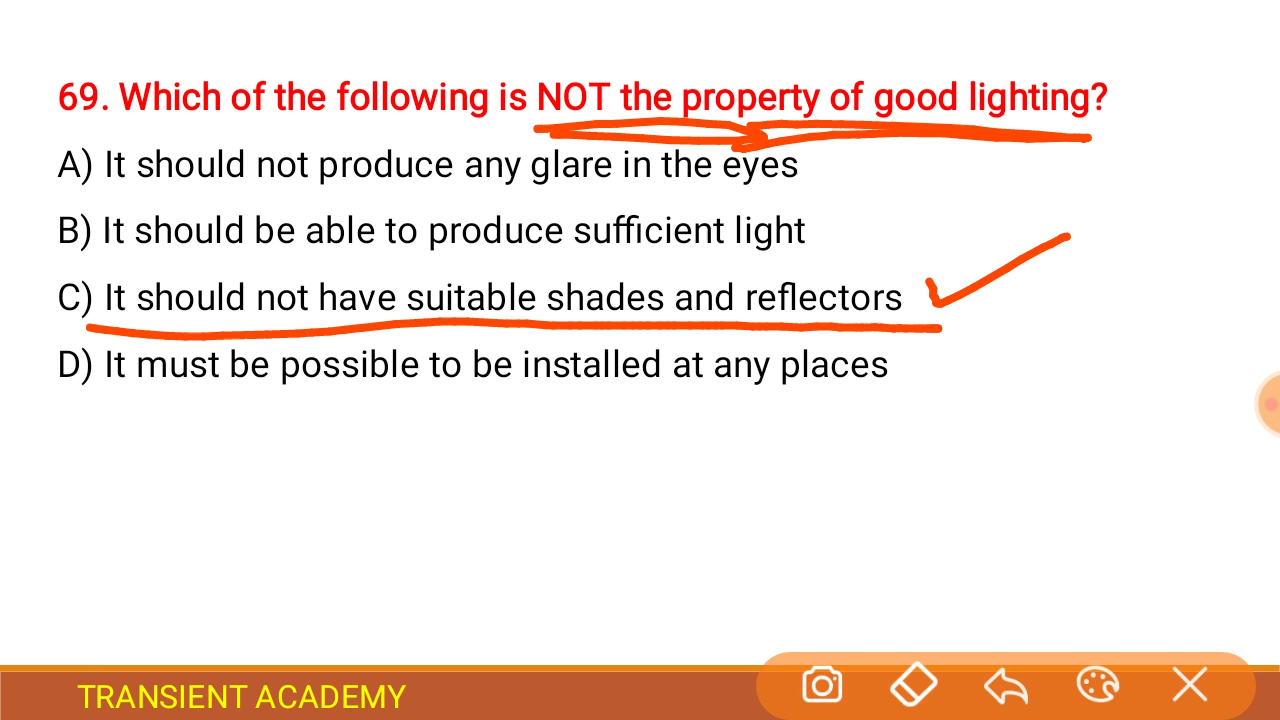 69. Which of the following is NOT the property of good lighting?
A) It should not produce any glare in the eyes
B) It should be able to produce sufficient light
C) It should not have suitable shades and reflectors
D) It must be possible to be installed at any places
TRANSIENT ACADEMY